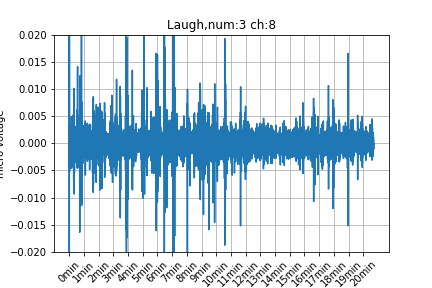 Laugh,num:3 ch:8
0.020
0.015
0.010
0.005
0.000
−0.005
−0.010
−0.015
−0.020
micro voltage
0min
1min
2min
3min
4min
5min
6min
7min
8min
9min
10min
11min
12min
13min
14min
15min
16min
17min
18min
19min
20min